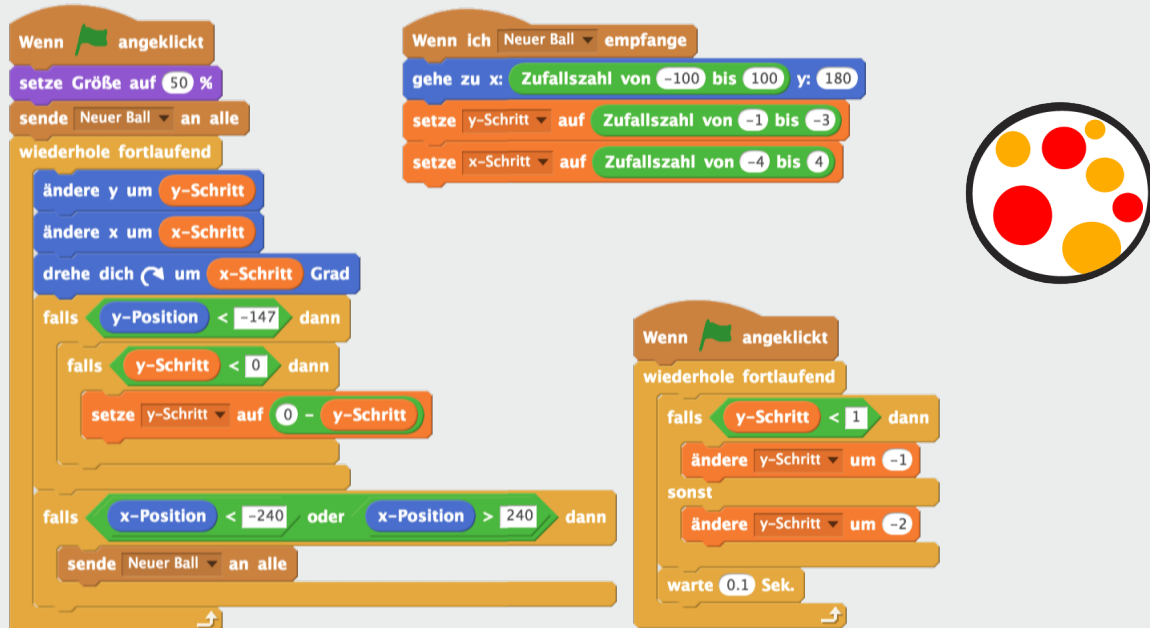 Wenn angeklickt
setze Größe auf 50 %
sende Neuer Ball an alle
wiederhole fortlaufend
ändere y um y-Schritt
ändere x um x-Schritt
drehe dich um x-Schritt Grad
falls y-Position < -147 dann
falls y-Schritt < 0 dann
setze y-Schritt auf 0 - y-Schritt
falls x-Position < -240 oder x-Position > 240 dann
sende Neuer Ball an alle
Wenn ich Neuer Ball empfange
gehe zu x: Zufallszahl von -100 bis 100 y: 180
setze y-Schritt auf Zufallszahl von -1 bis -3
setze x-Schritt auf Zufallszahl von -4 bis 4
Wenn angeklickt
wiederhole fortlaufend
falls y-Schritt < 1 dann
ändere y-Schritt um -1
sonst
ändere y-Schritt um -2
warte 0.1 Sek.